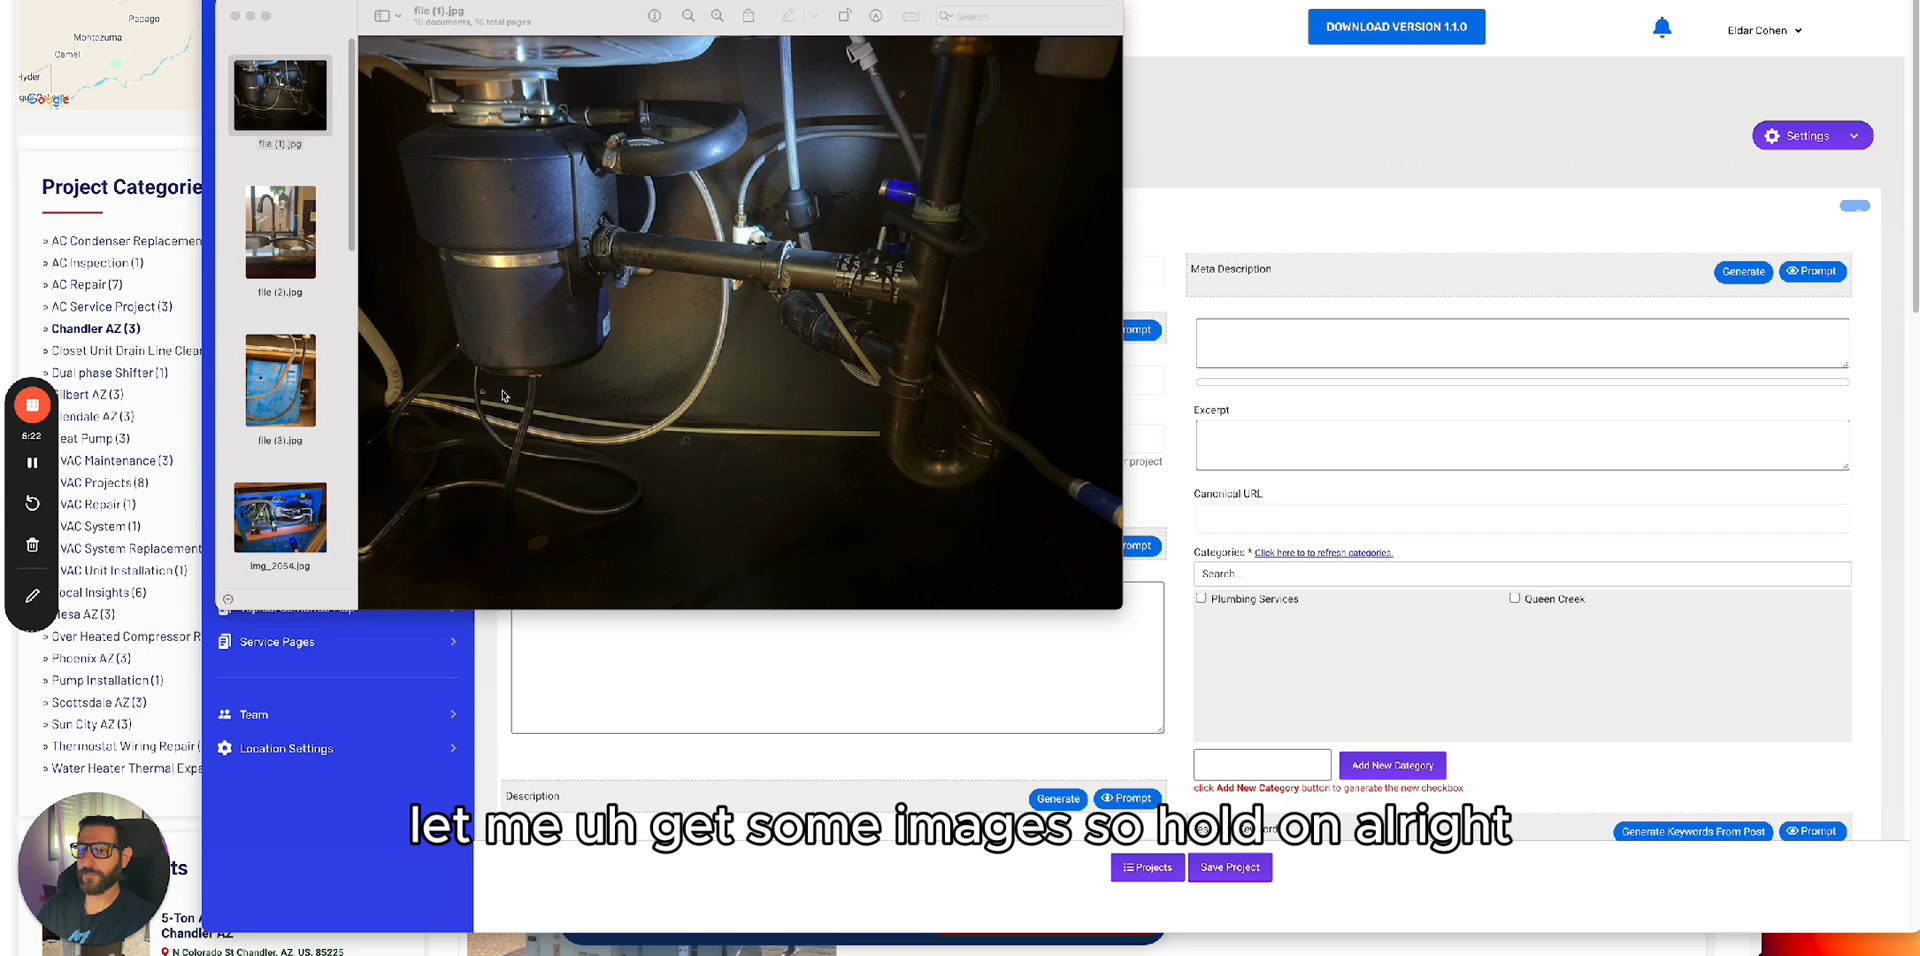 Papago
Montezuma
Camel
Hyder
Google
Project Categorie
» AC Condenser Replacemen
» AC Inspection (1)
» AC Repair (7)
» AC Service Project (3)
» Chandler AZ (3)
» Closet Unit Drain Line Clea
» Dual phase Shifter (1)
ilbert AZ (3)
lendale AZ (3)
eat Pump (3)
VAC Maintenance (3)
VAC Projects (8)
VAC Repair (1)
VAC System (1)
VAC System Replacement
VAC Unit Installation (1)
ocal Insights (6)
esa AZ (3)
» Over Heated Compressor R
» Phoenix AZ (3)
» Pump Installation (1)
» Scottsdale AZ (3)
» Sun City AZ (3)
» Thermostat Wiring Repair (
» Water Heater Thermal Expa
5:22
ts
5-Ton A
Chandler AZ
N Colorado St Chandler, AZ, US, 85225
file (1).jpg
10 documents, 10 total pages
Search
file (1).jpg
file (2).jpg
file (3).jpg
img_2054.jpg
Service Pages
Team
Location Settings
DOWNLOAD VERSION 1.1.0
Eldar Cohen
Settings
Meta Description
Generate
Prompt
rompt
Excerpt
r project
Canonical URL
rompt
Categories * Click here to to refresh categories.
Search...
Plumbing Services
Queen Creek
Add New Category
click Add New Category button to generate the new checkbox
Description
Generate
Prompt
Generate Keywords From Post
Prompt
let me uh get some images so hold on alright
Projects
Save Project